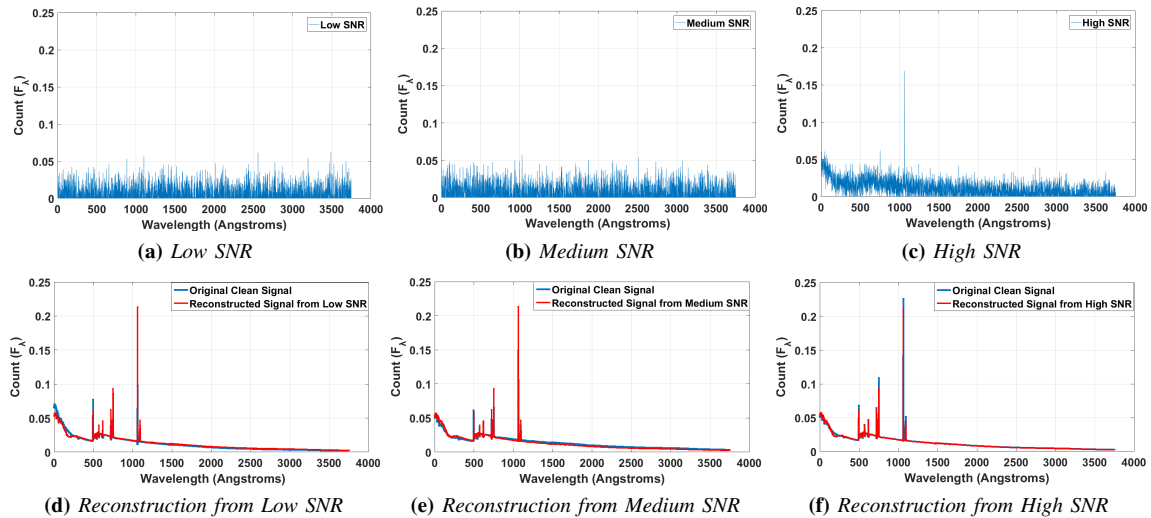 Low SNR
0.25
0.2
0.15
0.1
0.05
0
Count (Fλ)
0 500 1000 1500 2000 2500 3000 3500 4000
Wavelength (Angstroms)
(a) Low SNR
Medium SNR
0.25
0.2
0.15
0.1
0.05
0
Count (Fλ)
0 500 1000 1500 2000 2500 3000 3500 4000
Wavelength (Angstroms)
(b) Medium SNR
High SNR
0.25
0.2
0.15
0.1
0.05
0
Count (Fλ)
0 500 1000 1500 2000 2500 3000 3500 4000
Wavelength (Angstroms)
(c) High SNR
Original Clean Signal
Reconstructed Signal from Low SNR
0.25
0.2
0.15
0.1
0.05
0
Count (Fλ)
0 500 1000 1500 2000 2500 3000 3500 4000
Wavelength (Angstroms)
(d) Reconstruction from Low SNR
Original Clean Signal
Reconstructed Signal from Medium SNR
0.25
0.2
0.15
0.1
0.05
0
Count (Fλ)
0 500 1000 1500 2000 2500 3000 3500 4000
Wavelength (Angstroms)
(e) Reconstruction from Medium SNR
Original Clean Signal
Reconstructed Signal from High SNR
0.25
0.2
0.15
0.1
0.05
0
Count (Fλ)
0 500 1000 1500 2000 2500 3000 3500 4000
Wavelength (Angstroms)
(f) Reconstruction from High SNR